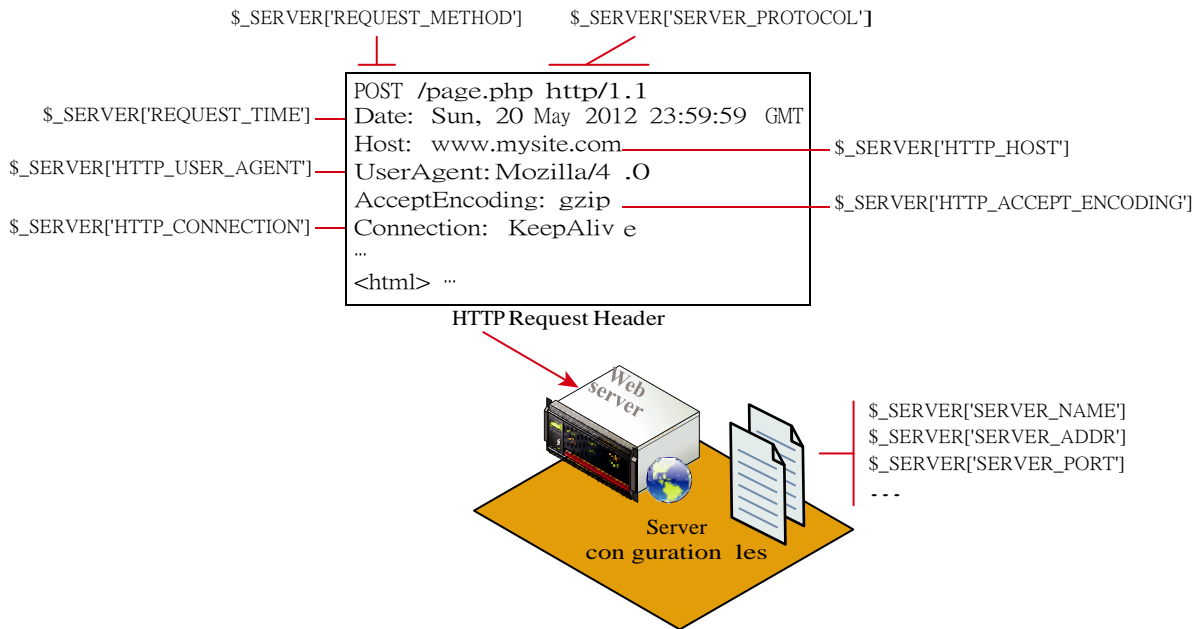 $_SERVER['REQUEST_METHOD']
$_SERVER['SERVER_PROTOCOL']
POST /page.php http/1.1
$_SERVER['REQUEST_TIME']
Date: Sun, 20 May 2012 23:59:59 GMT
Host: www.mysite.com
$_SERVER['HTTP_HOST']
$_SERVER['HTTP_USER_AGENT']
UserAgent: Mozilla/4 .0
AcceptEncoding: gzip
$_SERVER['HTTP_ACCEPT_ENCODING']
$_SERVER['HTTP_CONNECTION']
Connection: KeepAliv e
…
<html> …
HTTP Request Header
Web
server
$_SERVER['SERVER_NAME']
$_SERVER['SERVER_ADDR']
$_SERVER['SERVER_PORT']
...
Server
con guration les